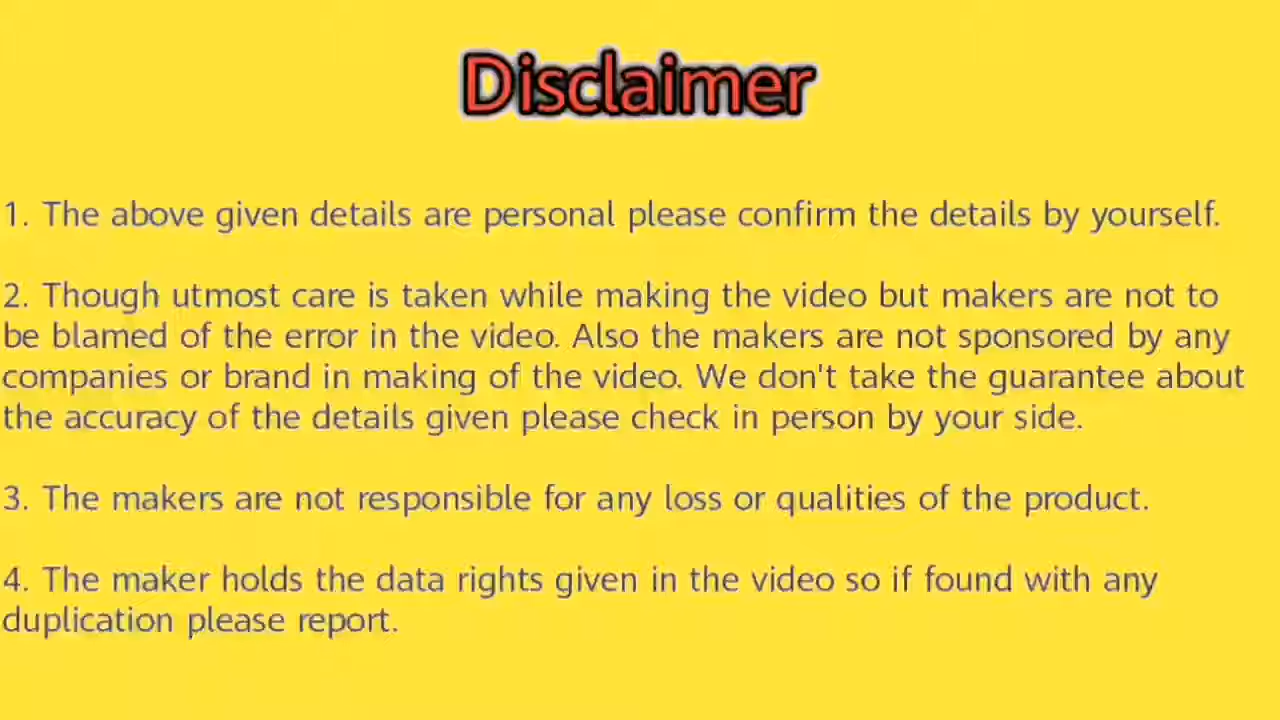 Disclaimer
1. The above given details are personal please confirm the details by yourself.
2. Though utmost care is taken while making the video but makers are not to
be blamed of the error in the video. Also the makers are not sponsored by any
companies or brand in making of the video. We don't take the guarantee about
the accuracy of the details given please check in person by your side.
3. The makers are not responsible for any loss or qualities of the product.
4. The maker holds the data rights given in the video so if found with any
duplication please report.